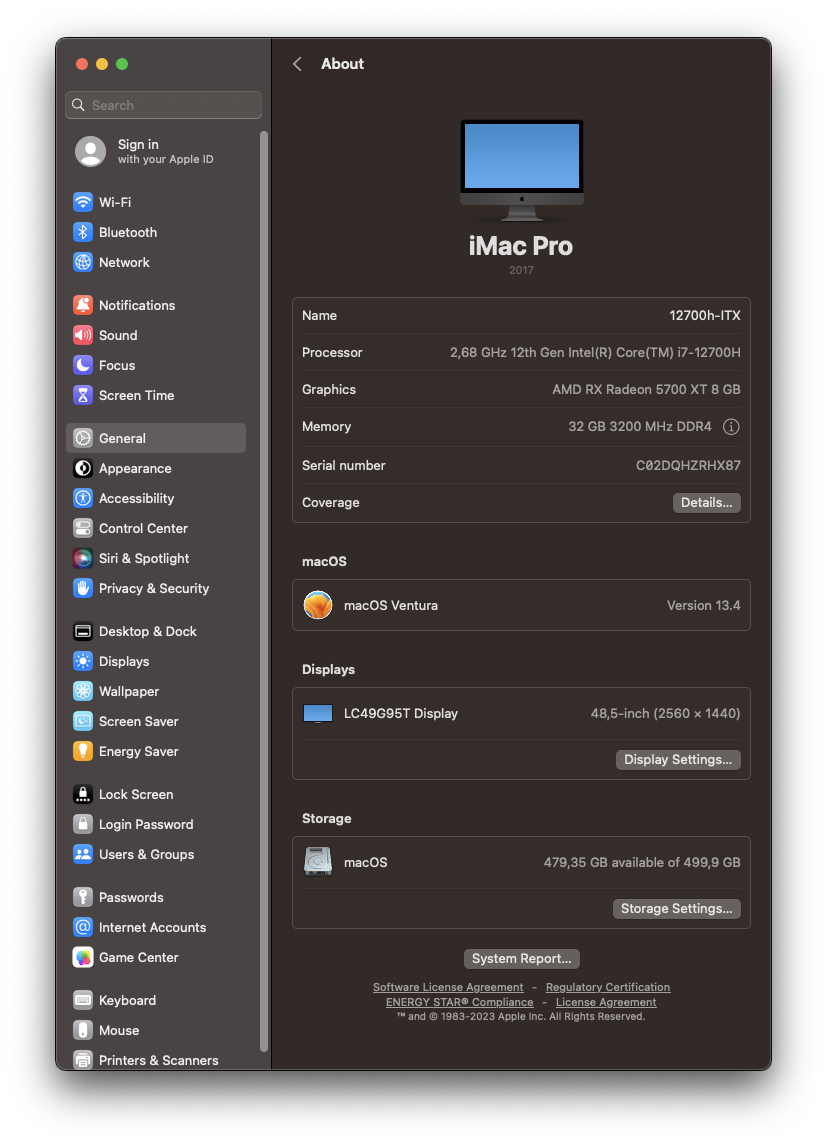 Search
Sign in
with your Apple ID
Wi-Fi
Bluetooth
Network
Notifications
Sound
Focus
Screen Time
General
Appearance
Accessibility
Control Center
Siri & Spotlight
Privacy & Security
Desktop & Dock
Displays
Wallpaper
Screen Saver
Energy Saver
Lock Screen
Login Password
Users & Groups
Passwords
Internet Accounts
Game Center
Keyboard
Mouse
Printers & Scanners
About
iMac Pro
2017
Name 12700h-ITX
Processor 2,68 GHz 12th Gen Intel(R) Core(TM) i7-12700H
Graphics AMD RX Radeon 5700 XT 8 GB
Memory 32 GB 3200 MHz DDR4
Serial number C02DQHZRHX87
Coverage Details...
macOS
macOS Ventura Version 13.4
Displays
LC49G95T Display 48,5-inch (2560 × 1440)
Display Settings...
Storage
macOS 479,35 GB available of 499,9 GB
Storage Settings...
System Report...
Software License Agreement - Regulatory Certification
ENERGY STAR® Compliance - License Agreement
™ and © 1983-2023 Apple Inc. All Rights Reserved.